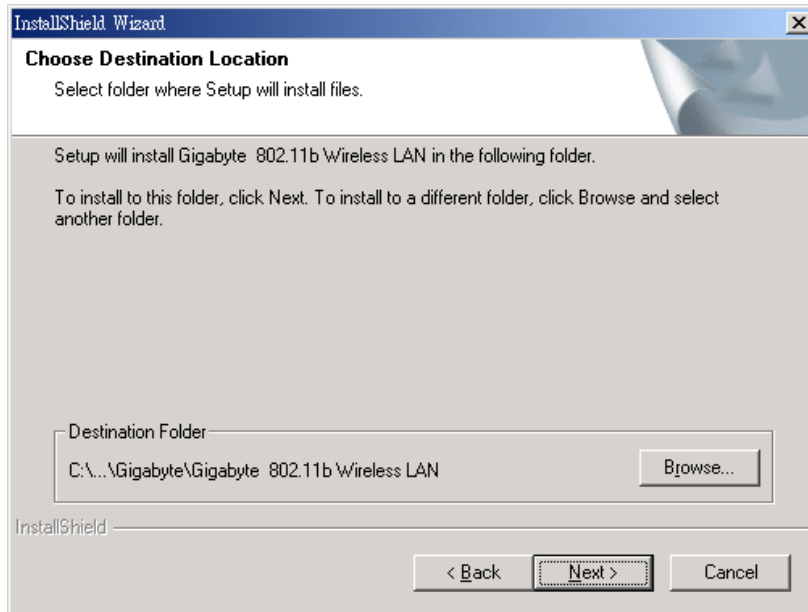 InstallShield Wizard
Choose Destination Location
Select folder where Setup will install files.
Setup will install Gigabyte  802.11b Wireless LAN in the following folder.
To install to this folder, click Next. To install to a different folder, click Browse and select
another folder.
Destination Folder
C:\...\Gigabyte\Gigabyte  802.11b Wireless LAN
Browse...
InstallShield
< Back
Next >
Cancel